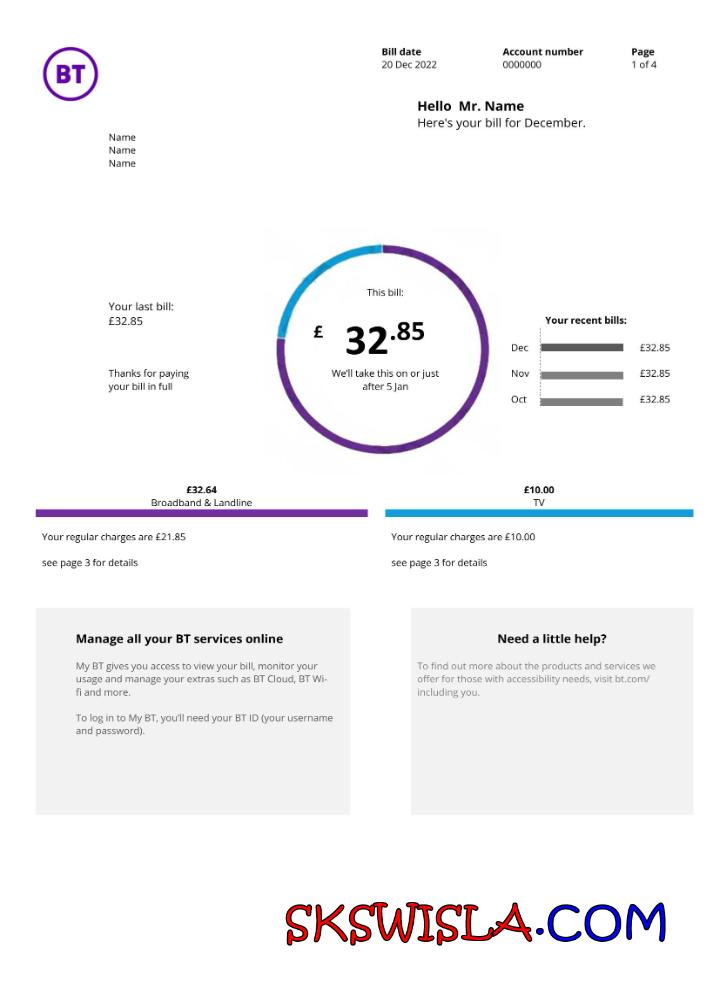 BT
Bill date Account number Page
20 Dec 2022 0000000 1 of 4
Hello Mr. Name
Here's your bill for December.
Name
Name
Name
Your last bill:
£32.85
Thanks for paying
your bill in full
This bill:
£ 32.85
We'll take this on or just
after 5 Jan
Your recent bills:
Dec £32.85
Nov £32.85
Oct £32.85
£32.64
Broadband & Landline
Your regular charges are £21.85
see page 3 for details
£10.00
TV
Your regular charges are £10.00
see page 3 for details
Manage all your BT services online
My BT gives you access to view your bill, monitor your
usage and manage your extras such as BT Cloud, BT Wi-
fi and more.
To log in to My BT, you'll need your BT ID (your username
and password).
Need a little help?
To find out more about the products and services we
offer for those with accessibility needs, visit bt.com/
including you.
SKSWISLA.COM